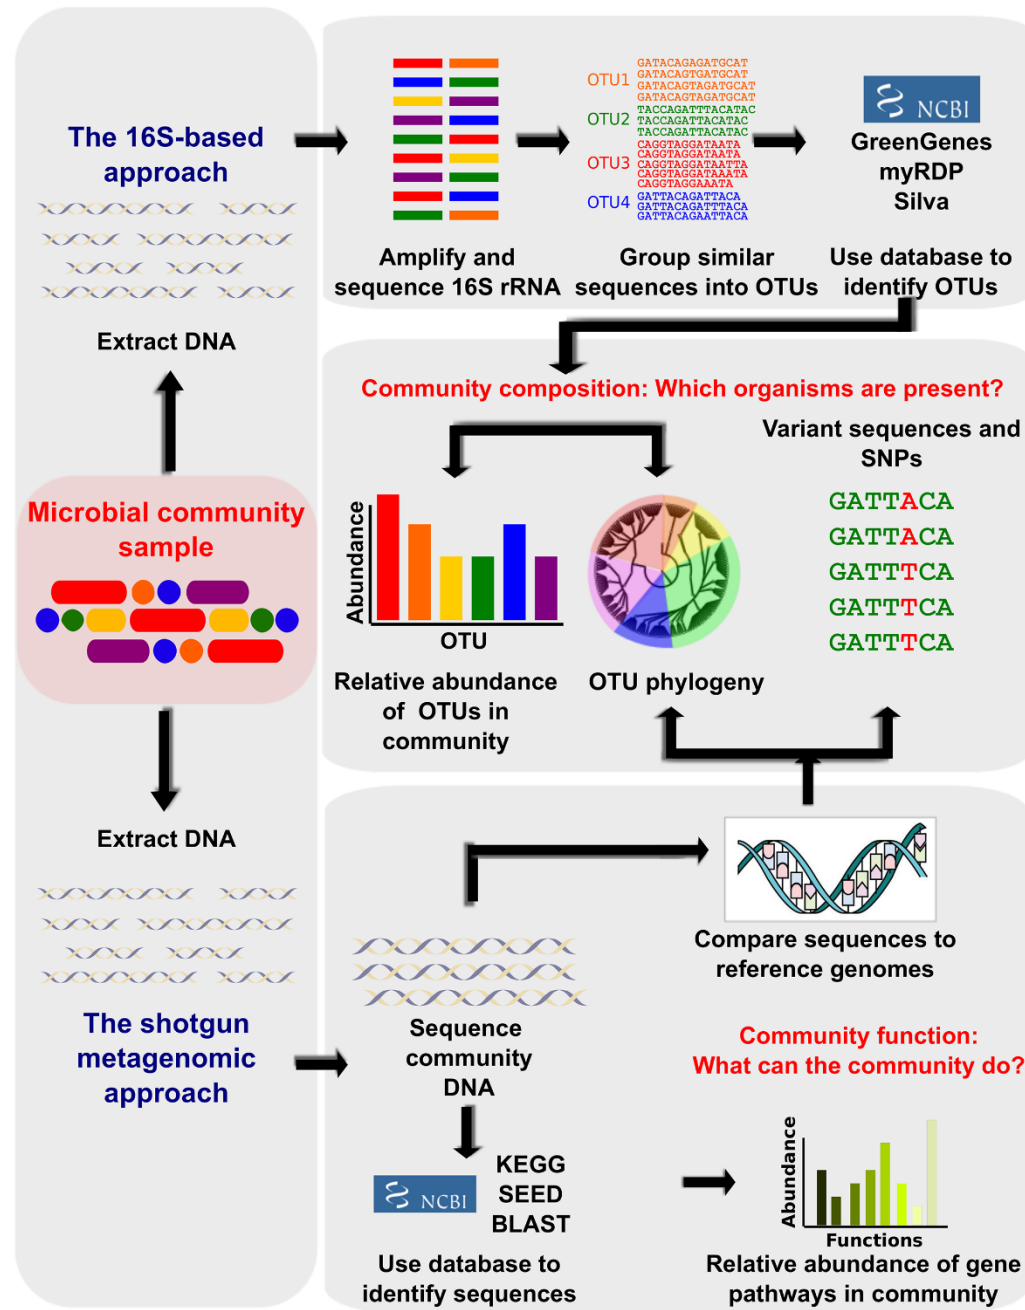 The 16S-based
approach
Extract DNA
Microbial community
sample
Extract DNA
The shotgun
metagenomic
approach
Amplify and
sequence 16S rRNA
OTU1
GATACAGAGATGCAT
GATACAGTGATGCAT
GATACAGTAGATGCAT
GATACAGTAGATGCAT
OTU2
TACCAGATTTACATAC
TACCAGATTACATAC
TACCAGATTACATAC
OTU3
CAGGTAGGATAATA
CAGGTAGGATAATA
CAGGTAGGATAATTA
CAGGTAGGATAAATA
CAGGTAGGAAATA
OTU4
GATTACAGATTACA
GATTACAGATTTACA
GATTACAGAATTACA
Group similar
sequences into OTUs
NCBI
GreenGenes
myRDP
Silva
Use database to
identify OTUs
Community composition: Which organisms are present?
Abundance
OTU
Relative abundance
of OTUs in
community
OTU phylogeny
Variant sequences and
SNPs
GATTACA
GATTACA
GATTTCA
GATTTCA
GATTTCA
Sequence
community
DNA
Compare sequences to
reference genomes
NCBI
KEGG
SEED
BLAST
Use database to
identify sequences
Community function:
What can the community do?
Abundance
Functions
Relative abundance of gene
pathways in community